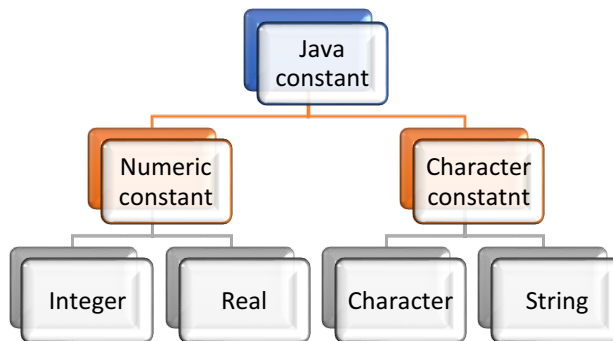 Java
constant
Numeric
constant
Character
constatnt
Integer
Real
Character
String